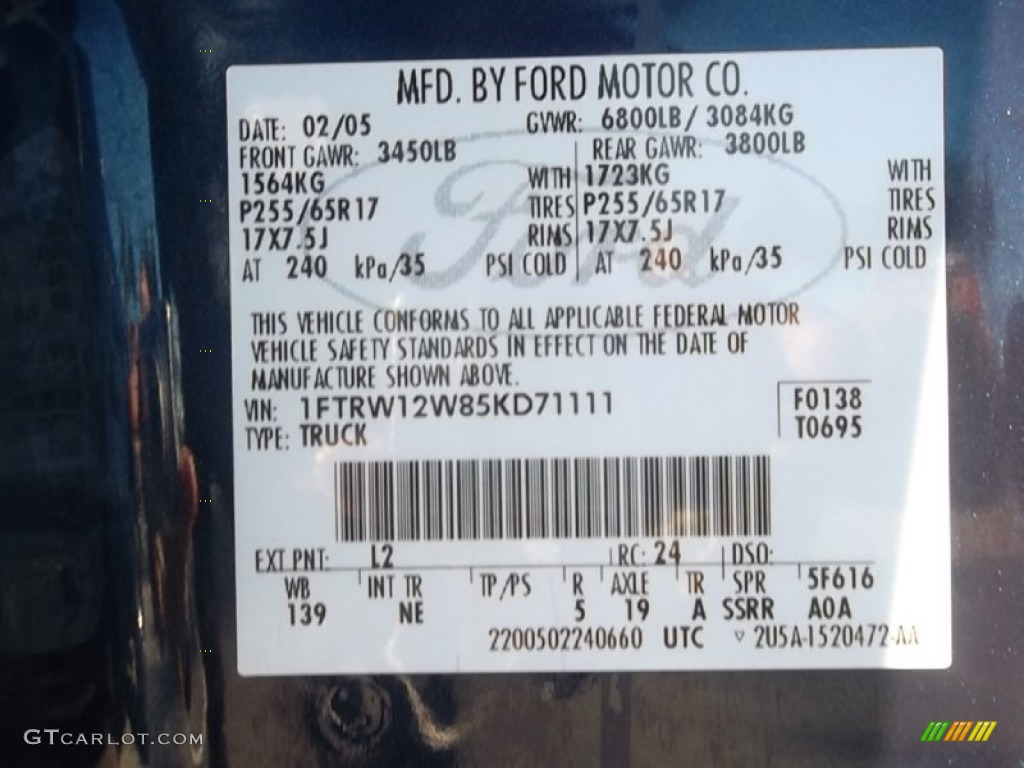 MFD. BY FORD MOTOR CO.
DATE: 02/05 GVWR: 6800LB/ 3084KG
FRONT GAWR: 3450LB REAR GAWR: 3800LB
1564KG WITH 1723KG WITH
P255/65R17 TIRES P255/65R17 TIRES
17X7.5J RIMS 17X7.5J RIMS
AT 240 kPa/35 PSI COLD AT 240 kPa/35 PSI COLD
Ford
THIS VEHICLE CONFORMS TO ALL APPLICABLE FEDERAL MOTOR
VEHICLE SAFETY STANDARDS IN EFFECT ON THE DATE OF
MANUFACTURE SHOWN ABOVE.
VIN: 1FTRW12W85KD71111 F0138
TYPE: TRUCK T0695
EXT PNT: L2 RC: 24 DSO:
WB INT TR TP/PS R AXLE TR SPR 5F616
139 NE 5 19 A SSRR A0A
2200502240660 UTC ▽ 2U5A-1520472-AA
GTCARLOT.COM